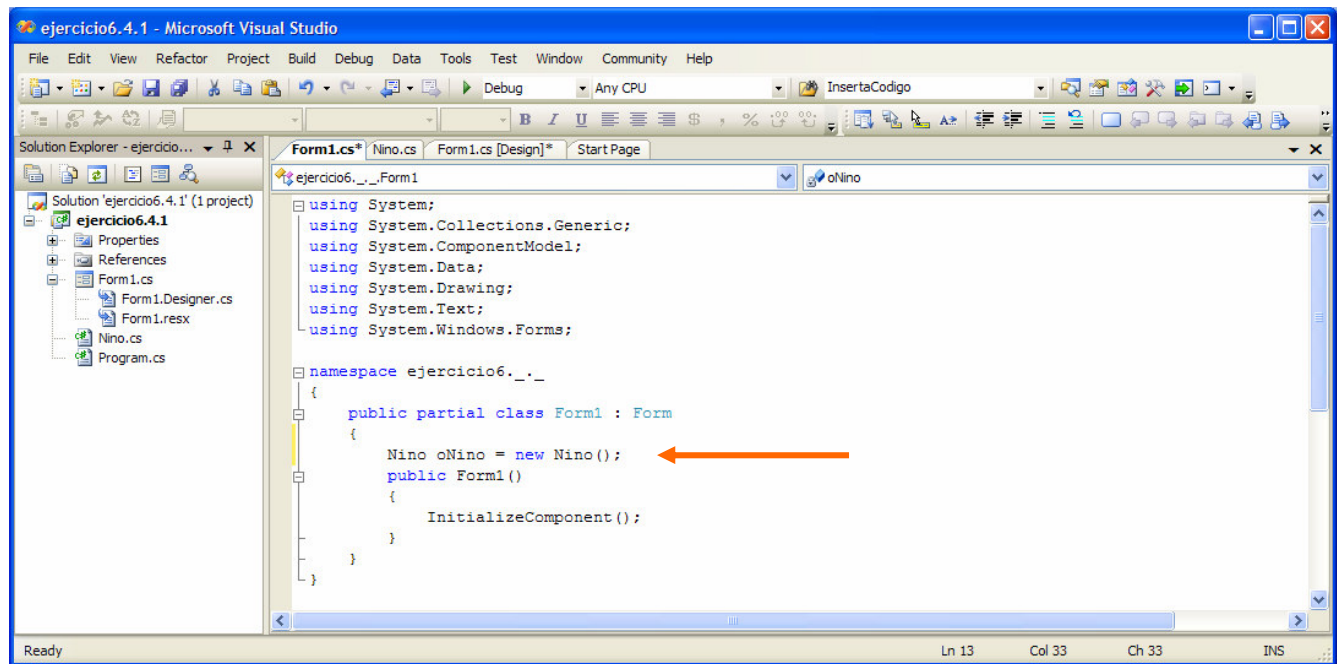 ejercicio6.4.1 - Microsoft Visual Studio
File Edit View Refactor Project Build Debug Data Tools Test Window Community Help
Debug Any CPU InsertaCodigo
B I U
Solution Explorer - ejercicio... Form1.cs* Nino.cs Form1.cs [Design]* Start Page
ejercicio6._._.Form1 oNino
Solution 'ejercicio6.4.1' (1 project)
ejercicio6.4.1
Properties
References
Form1.cs
Form1.Designer.cs
Form1.resx
Nino.cs
Program.cs
using System;
using System.Collections.Generic;
using System.ComponentModel;
using System.Data;
using System.Drawing;
using System.Text;
using System.Windows.Forms;
namespace ejercicio6._._
{
public partial class Form1 : Form
{
Nino oNino = new Nino();
public Form1()
{
InitializeComponent();
}
}
}
Ready Ln 13 Col 33 Ch 33 INS